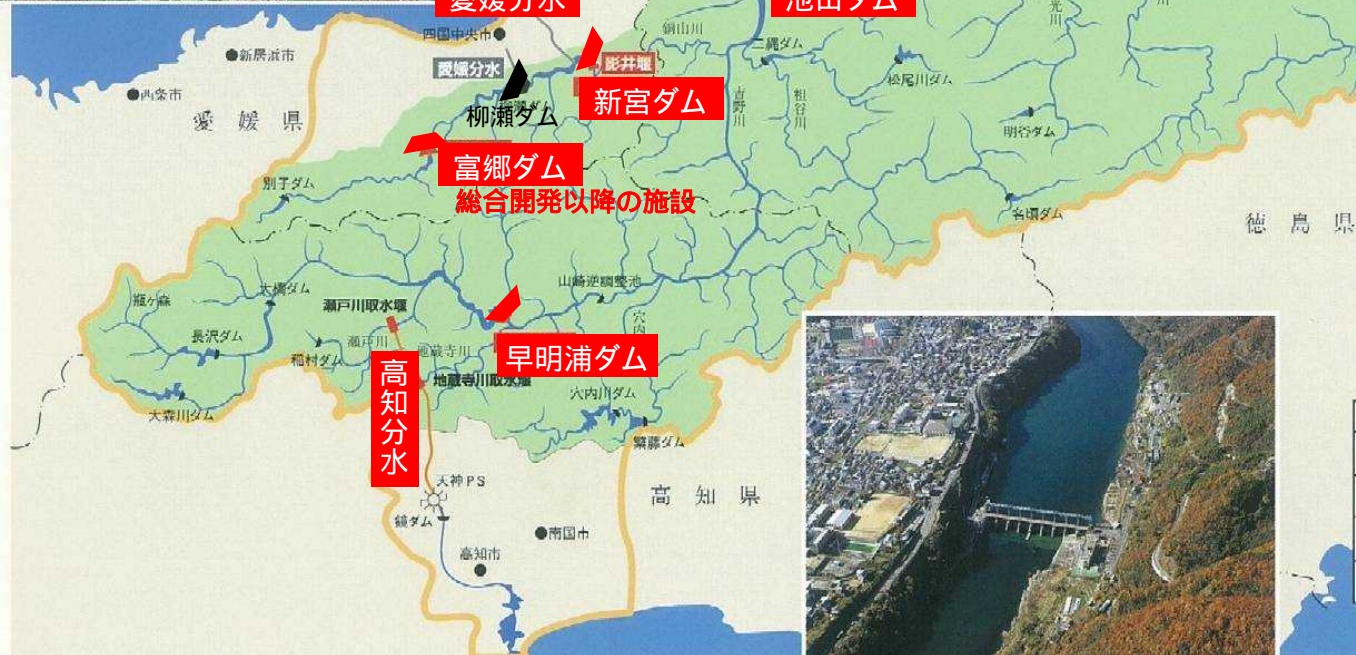 愛媛分水
池田ダム
四国中央市
銅山川
新居浜市
二縄ダム
影井堰
愛媛分水
松尾川ダム
西条市
新宮ダム
柳瀬ダム
吉野川
祖谷川
愛媛県
明谷ダム
富郷ダム
別子ダム
総合開発以降の施設
名頃ダム
徳島県
山崎逆調整池
大橋ダム
瓶ヶ森
瀬戸川取水堰
穴内
長沢ダム
瀬戸川
地蔵寺川
稲村ダム
早明浦ダム
高知分水
地蔵寺川取水堰
穴内川ダム
大森川ダム
繁藤ダム
天神PS
高知県
鏡ダム
南国市
高知市